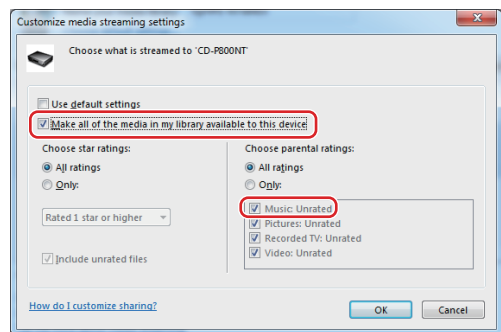 Customize media streaming settings
Choose what is streamed to 'CD-P800NT'
Use default settings
Make all of the media in my library available to this device
Choose star ratings:
All ratings
Only:
Rated 1 star or higher
Include unrated files
Choose parental ratings:
All ratings
Only:
Music: Unrated
Pictures: Unrated
Recorded TV: Unrated
Video: Unrated
How do I customize sharing?
OK
Cancel